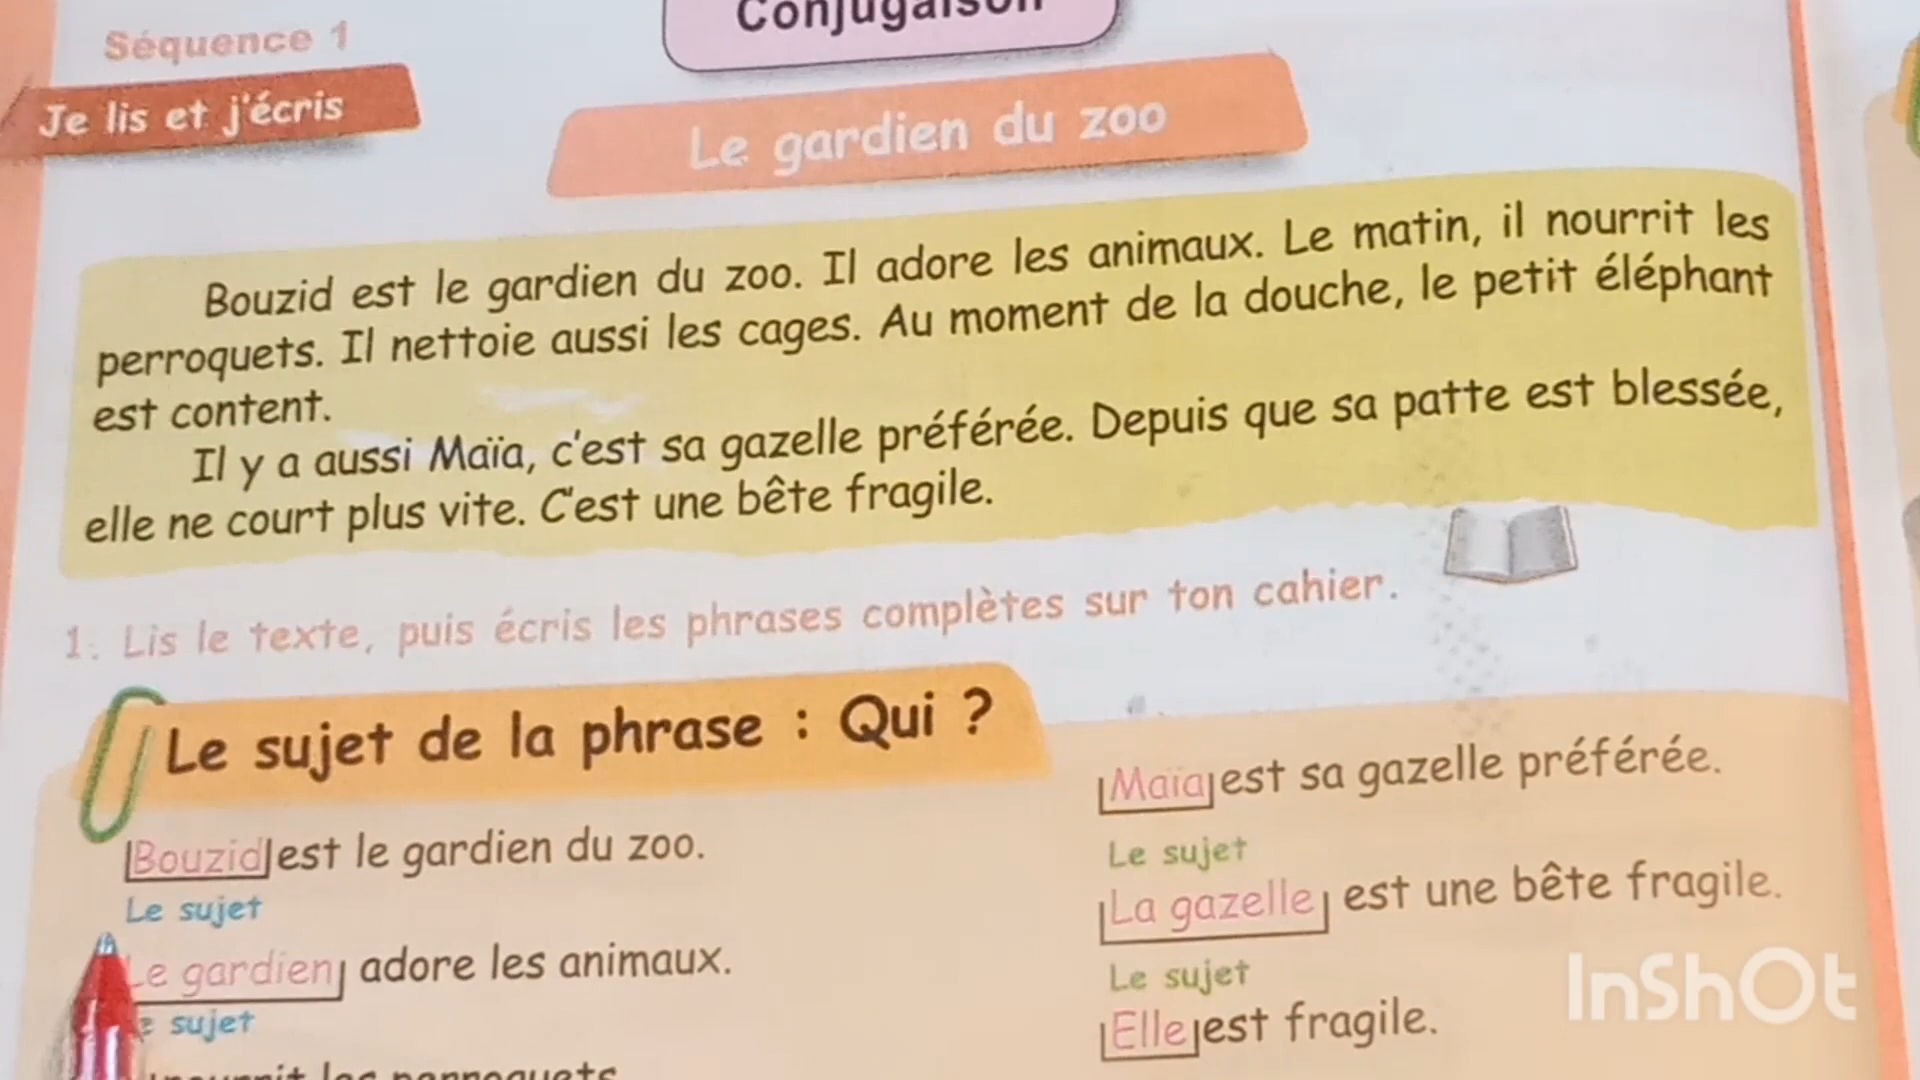 Conjugaison
Séquence 1
Je lis et j'écris
Le gardien du zoo
Bouzid est le gardien du zoo. Il adore les animaux. Le matin, il nourrit les
perroquets. Il nettoie aussi les cages. Au moment de la douche, le petit éléphant
est content.
Il y a aussi Maïa, c'est sa gazelle préférée. Depuis que sa patte est blessée,
elle ne court plus vite. C'est une bête fragile.
1. Lis le texte, puis écris les phrases complètes sur ton cahier.
Le sujet de la phrase : Qui ?
Bouzid est le gardien du zoo.
Le sujet
Le gardien adore les animaux.
sujet
les perroquets
Maïa est sa gazelle préférée.
Le sujet
La gazelle est une bête fragile.
Le sujet
Elle est fragile.
InShOt